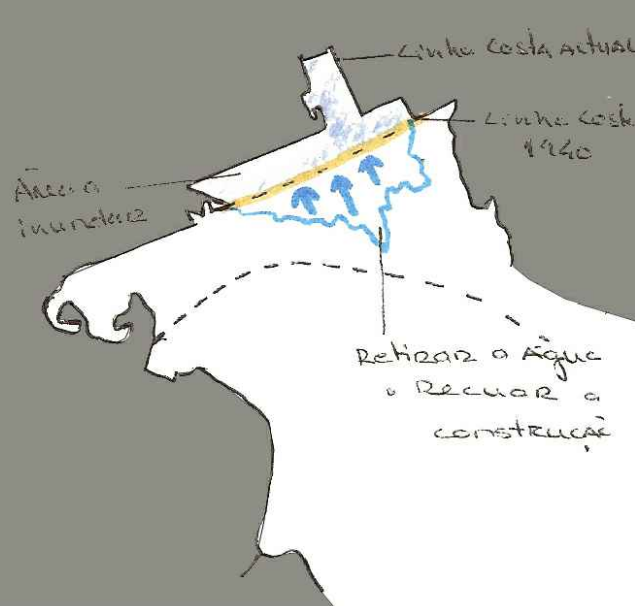 Linha Costa Actual
Linha Costa
1940
Área a
inundar
Retirar a Água
e Recuar a
construção